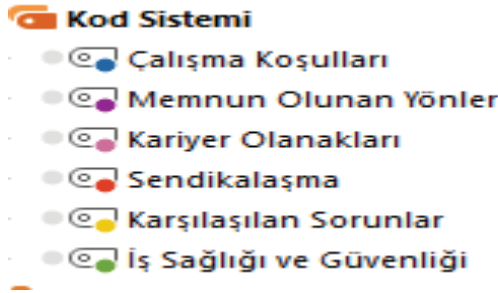 Kod Sistemi
Çalışma Koşulları
Memnun Olunan Yönler
Kariyer Olanakları
Sendikalaşma
Karşılaşılan Sorunlar
İş Sağlığı ve Güvenliği